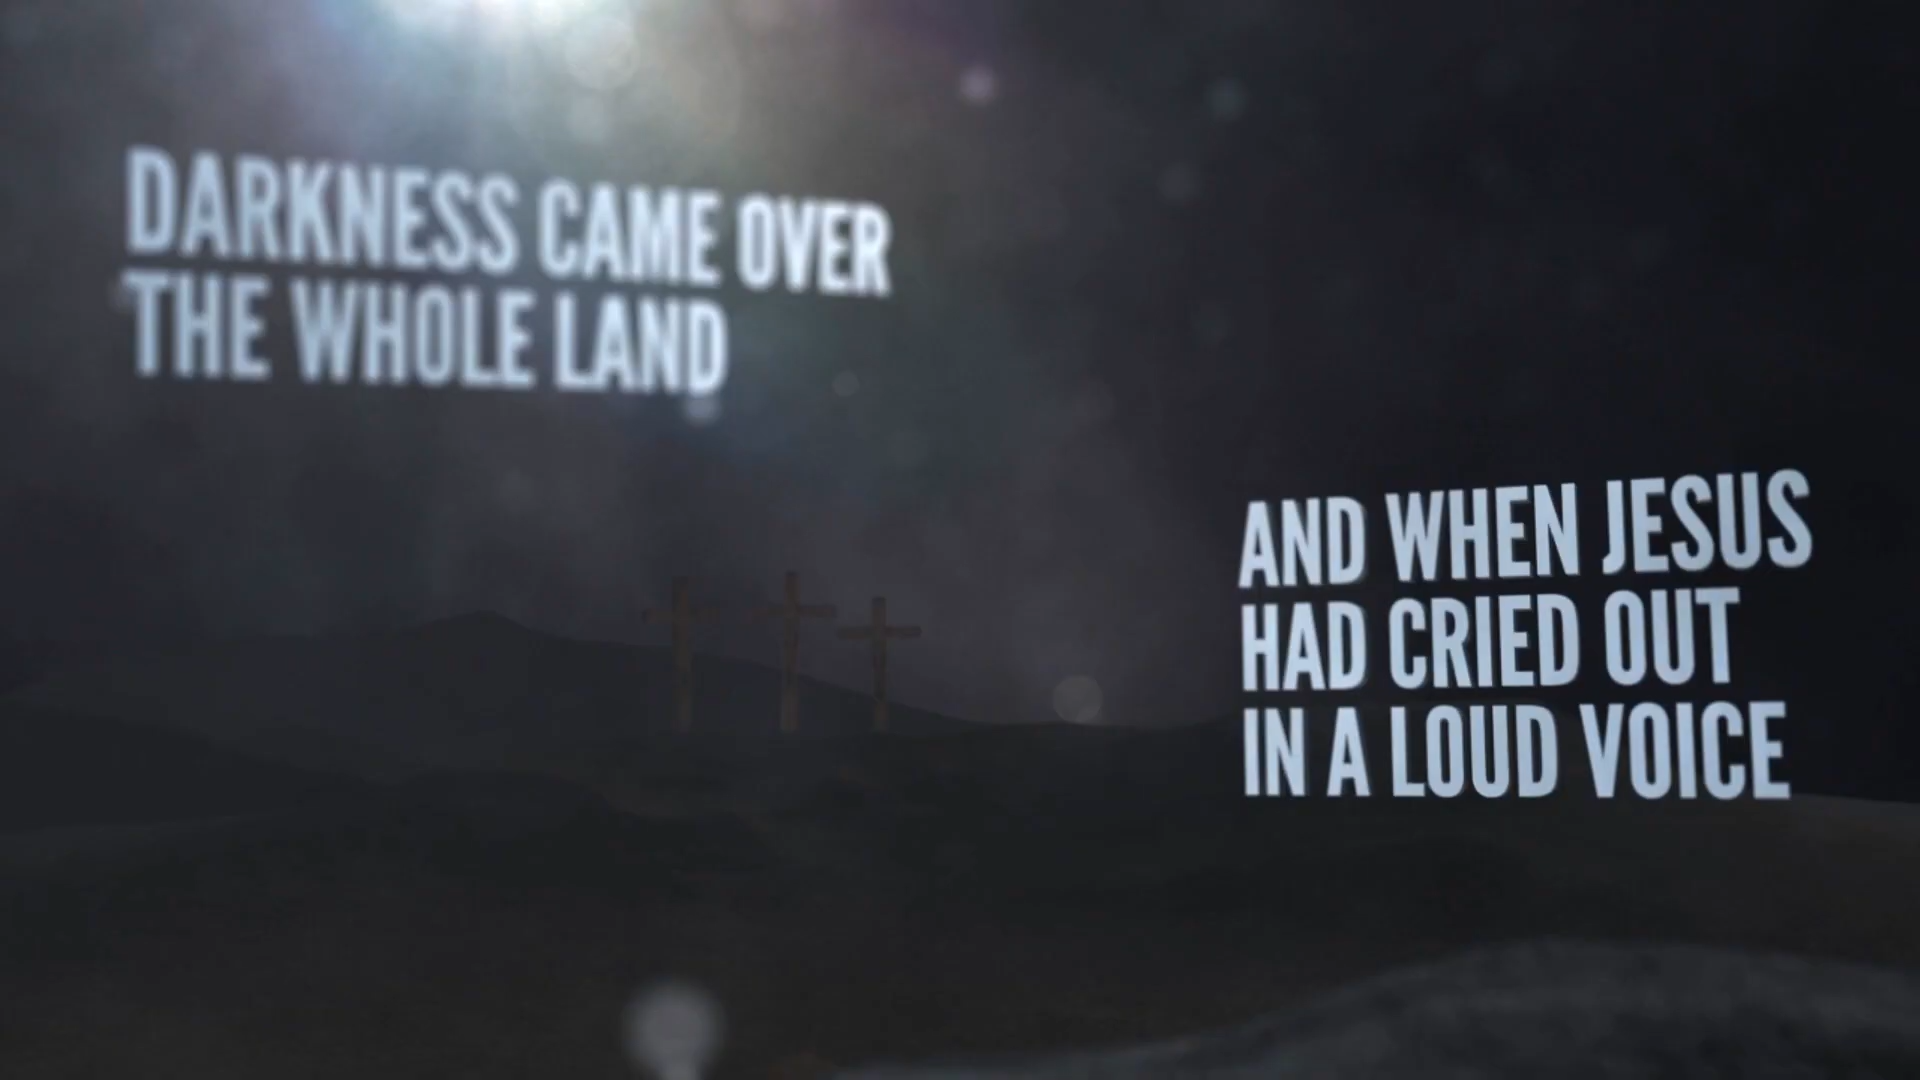 DARKNESS CAME OVER
THE WHOLE LAND
AND WHEN JESUS
HAD CRIED OUT
IN A LOUD VOICE